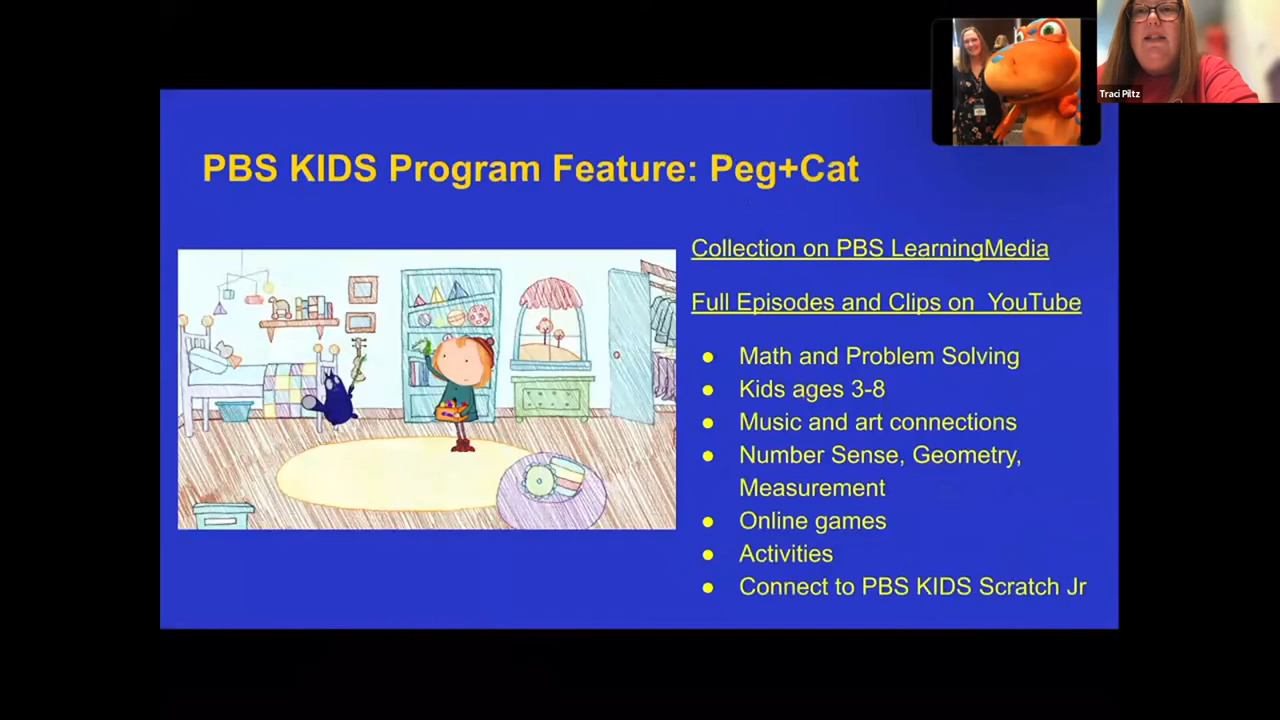 Traci Piltz
PBS KIDS Program Feature: Peg+Cat
Collection on PBS LearningMedia
Full Episodes and Clips on YouTube
● Math and Problem Solving
● Kids ages 3-8
● Music and art connections
● Number Sense, Geometry,
Measurement
● Online games
● Activities
● Connect to PBS KIDS Scratch Jr